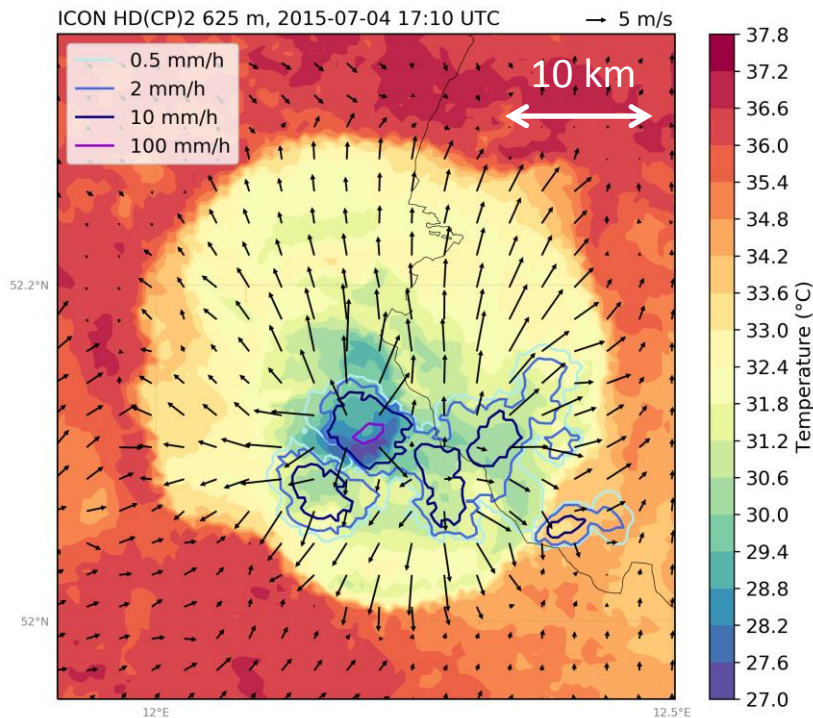 ICON HD(CP)2 625 m, 2015-07-04 17:10 UTC
5 m/s
0.5 mm/h
2 mm/h
10 mm/h
100 mm/h
10 km
37.8
37.2
36.6
36.0
35.4
34.8
34.2
33.6
33.0
32.4
31.8
31.2
30.6
30.0
29.4
28.8
28.2
27.6
27.0
Temperature (°C)
52.2°N
52°N
12°E
12.5°E